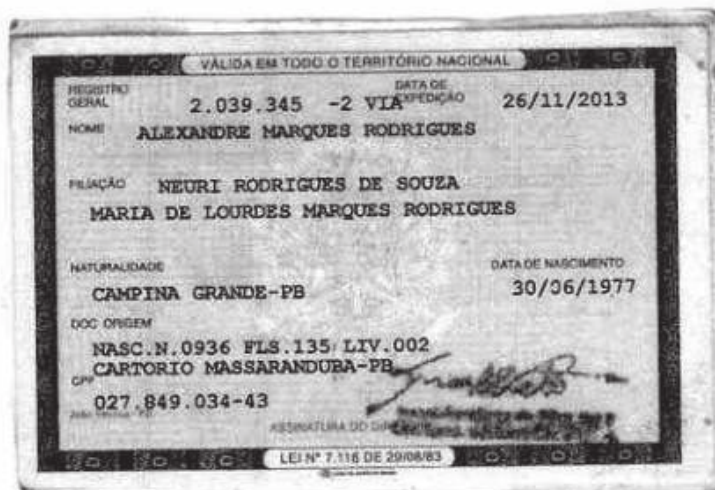 VÁLIDA EM TODO O TERRITÓRIO NACIONAL
REGISTRO GERAL 2.039.345 -2 VIA DATA DE EXPEDIÇÃO 26/11/2013
NOME ALEXANDRE MARQUES RODRIGUES
FILIAÇÃO NEURI RODRIGUES DE SOUZA
MARIA DE LOURDES MARQUES RODRIGUES
NATURALIDADE DATA DE NASCIMENTO
CAMPINA GRANDE-PB 30/06/1977
DOC ORIGEM
NASC.N.0936 FLS.135 LIV.002
CARTORIO MASSARANDUBA-PB
CPF
027.849.034-43
ASSINATURA DO
LEI Nº 7.116 DE 29/08/83